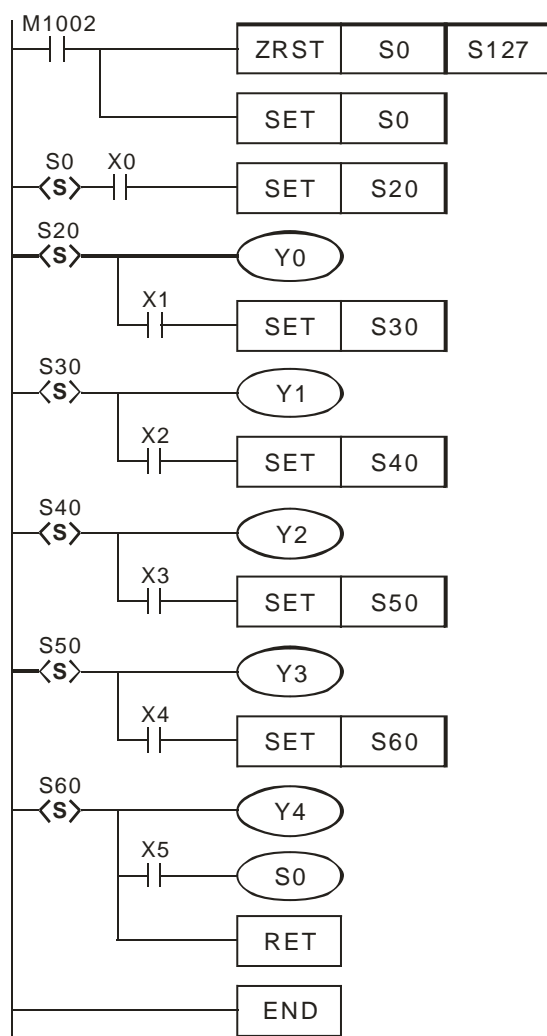 M1002
ZRST S0 S127
SET S0
S0 X0
S SET S20
S20
S Y0
X1
SET S30
S30
S Y1
X2
SET S40
S40
S Y2
X3
SET S50
S50
S Y3
X4
SET S60
S60
S Y4
X5
S0
RET
END